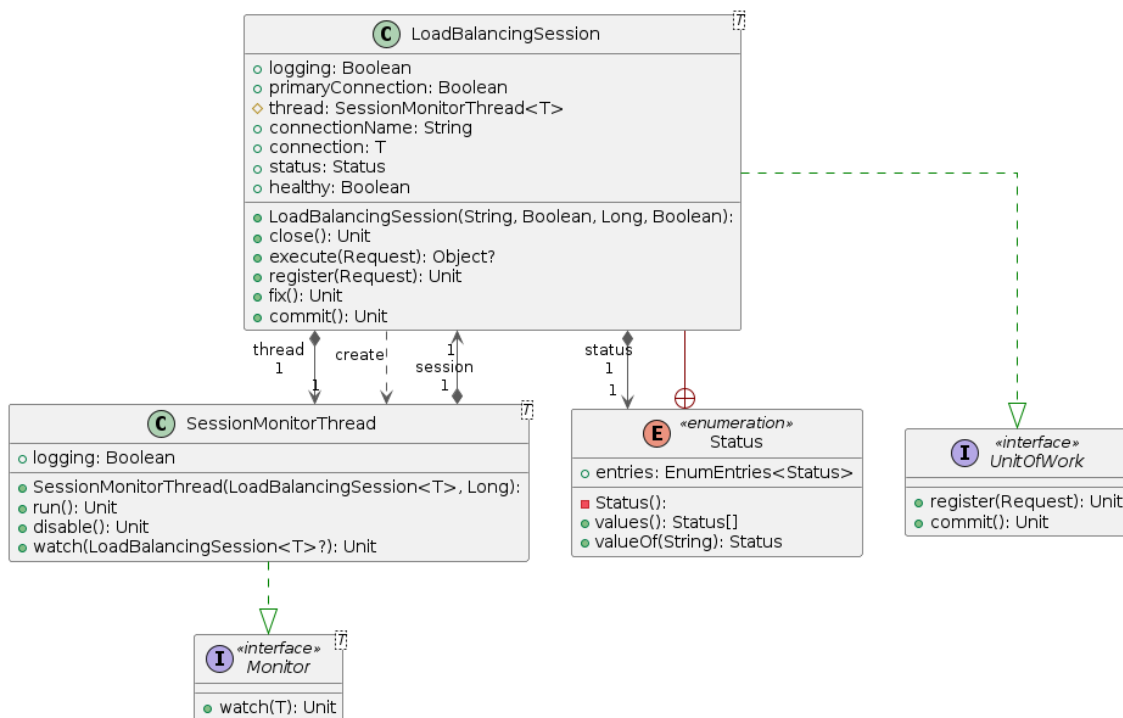 C LoadBalancingSession T
logging: Boolean
primaryConnection: Boolean
thread: SessionMonitorThread<T>
connectionName: String
connection: T
status: Status
healthy: Boolean
LoadBalancingSession(String, Boolean, Long, Boolean):
close(): Unit
execute(Request): Object?
register(Request): Unit
fix(): Unit
commit(): Unit
thread
1
1
create
1
session
1
status
1
1
C SessionMonitorThread T
logging: Boolean
SessionMonitorThread(LoadBalancingSession<T>, Long):
run(): Unit
disable(): Unit
watch(LoadBalancingSession<T>?): Unit
E «enumeration»
Status
entries: EnumEntries<Status>
Status():
values(): Status[]
valueOf(String): Status
I «interface»
UnitOfWork
register(Request): Unit
commit(): Unit
I «interface» T
Monitor
watch(T): Unit